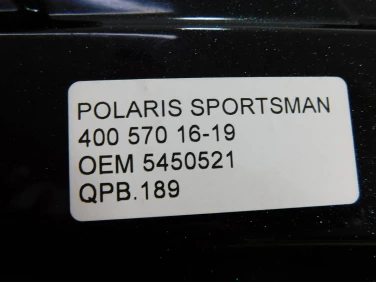 POLARIS SPORTSMAN
400 570 16-19
OEM 5450521
QPB.189